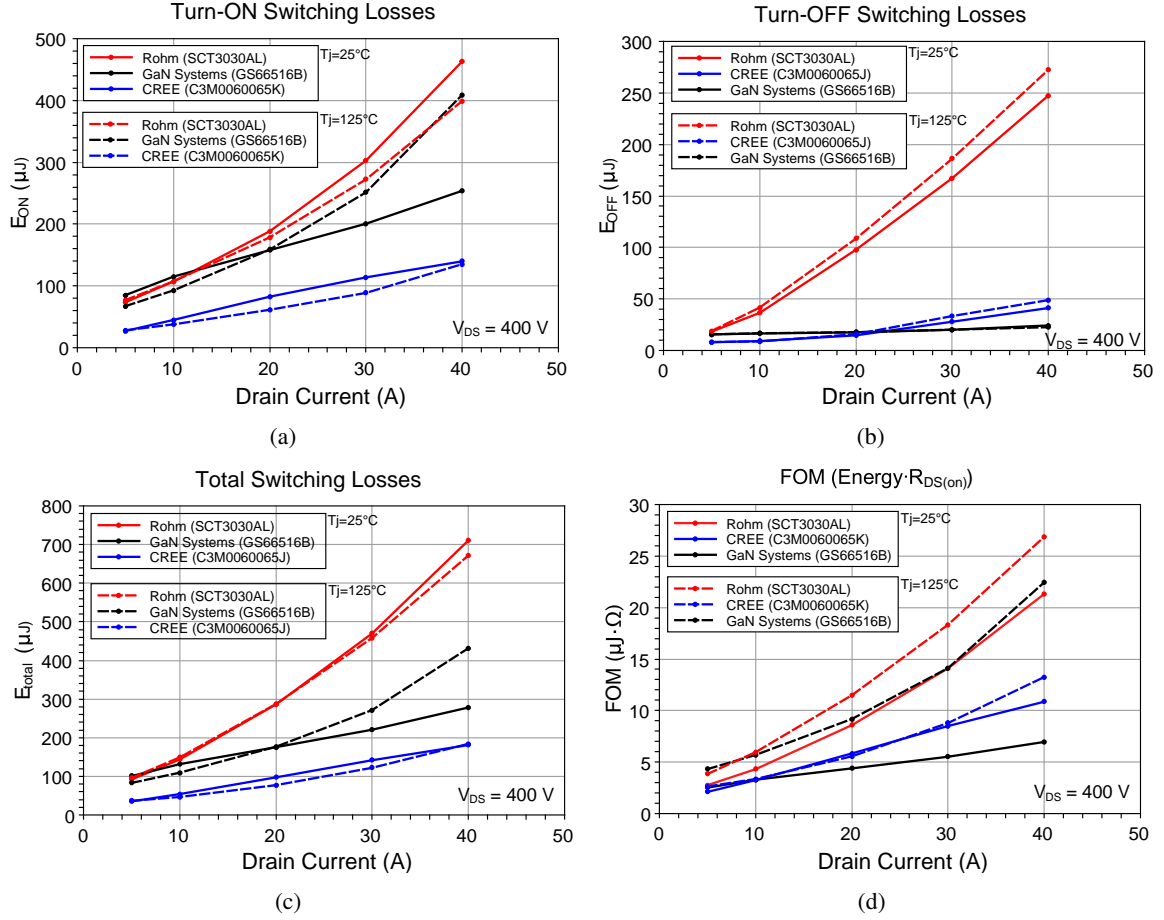 Turn-ON Switching Losses
500
400
300
200
100
0
E_ON (µJ)
Rohm (SCT3030AL)
GaN Systems (GS66516B)
CREE (C3M0060065K)
Tj=25°C
Rohm (SCT3030AL)
GaN Systems (GS66516B)
CREE (C3M0060065K)
Tj=125°C
V_DS = 400 V
0 10 20 30 40 50
Drain Current (A)
(a)
Turn-OFF Switching Losses
300
250
200
150
100
50
0
E_OFF (µJ)
Rohm (SCT3030AL)
CREE (C3M0060065J)
GaN Systems (GS66516B)
Tj=25°C
Rohm (SCT3030AL)
CREE (C3M0060065J)
GaN Systems (GS66516B)
Tj=125°C
V_DS = 400 V
0 10 20 30 40 50
Drain Current (A)
(b)
Total Switching Losses
800
700
600
500
400
300
200
100
0
E_total (µJ)
Rohm (SCT3030AL)
GaN Systems (GS66516B)
CREE (C3M0060065J)
Tj=25°C
Rohm (SCT3030AL)
GaN Systems (GS66516B)
CREE (C3M0060065J)
Tj=125°C
V_DS = 400 V
0 10 20 30 40 50
Drain Current (A)
(c)
FOM (Energy·R_DS(on))
30
25
20
15
10
5
0
FOM (µJ·Ω)
Rohm (SCT3030AL)
CREE (C3M0060065K)
GaN Systems (GS66516B)
Tj=25°C
Rohm (SCT3030AL)
CREE (C3M0060065K)
GaN Systems (GS66516B)
Tj=125°C
V_DS = 400 V
0 10 20 30 40 50
Drain Current (A)
(d)